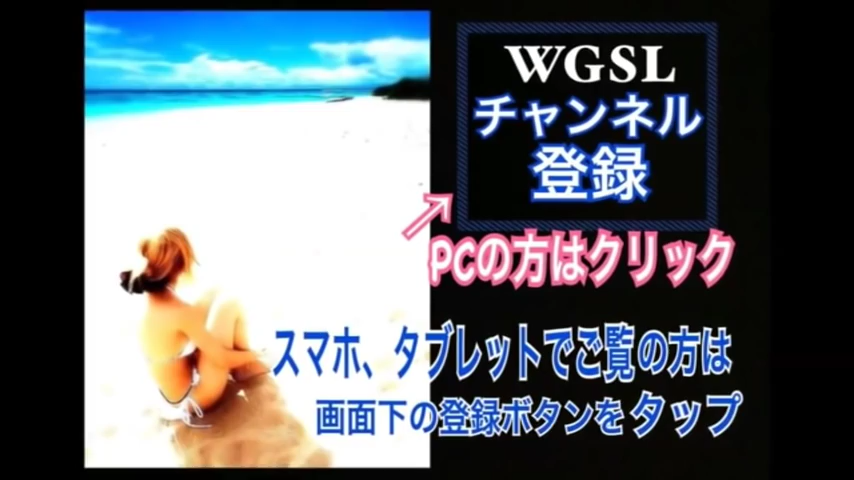 WGSL
チャンネル
登録
PCの方はクリック
スマホ、タブレットでご覧の方は
画面下の登録ボタンをタップ